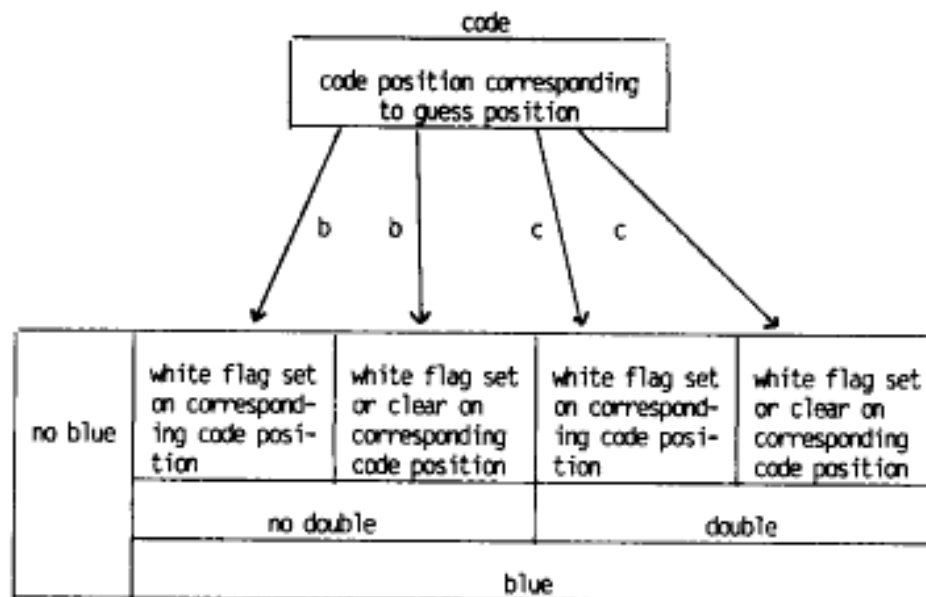 code
code position corresponding
to guess position
b b c c
no blue
white flag set
on correspond-
ing code posi-
tion
white flag set
or clear on
corresponding
code position
white flag set
on correspond-
ing code posi-
tion
white flag set
or clear on
corresponding
code position
no double
double
blue